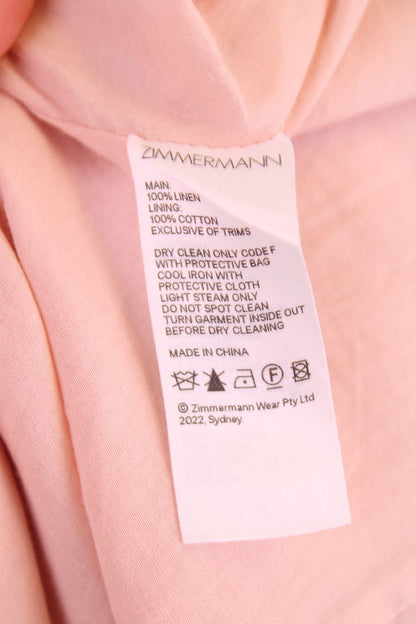 ZIMMERMANN
MAIN:
100% LINEN
LINING:
100% COTTON
EXCLUSIVE OF TRIMS
DRY CLEAN ONLY CODE F
WITH PROTECTIVE BAG
COOL IRON WITH
PROTECTIVE CLOTH
LIGHT STEAM ONLY
DO NOT SPOT CLEAN
TURN GARMENT INSIDE OUT
BEFORE DRY CLEANING
MADE IN CHINA
F
© Zimmermann Wear Pty Ltd
2022, Sydney